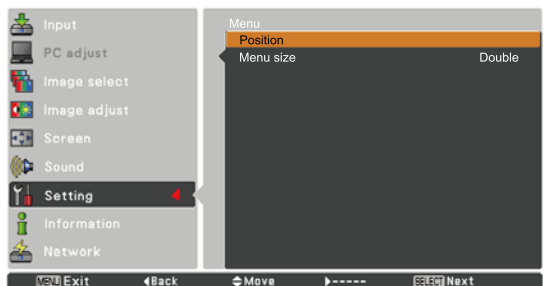 Input
PC adjust
Image select
Image adjust
Screen
Sound
Setting
Information
Network
Menu
Position
Menu size Double
MENU Exit ◀Back Move ▶----- SELECT Next